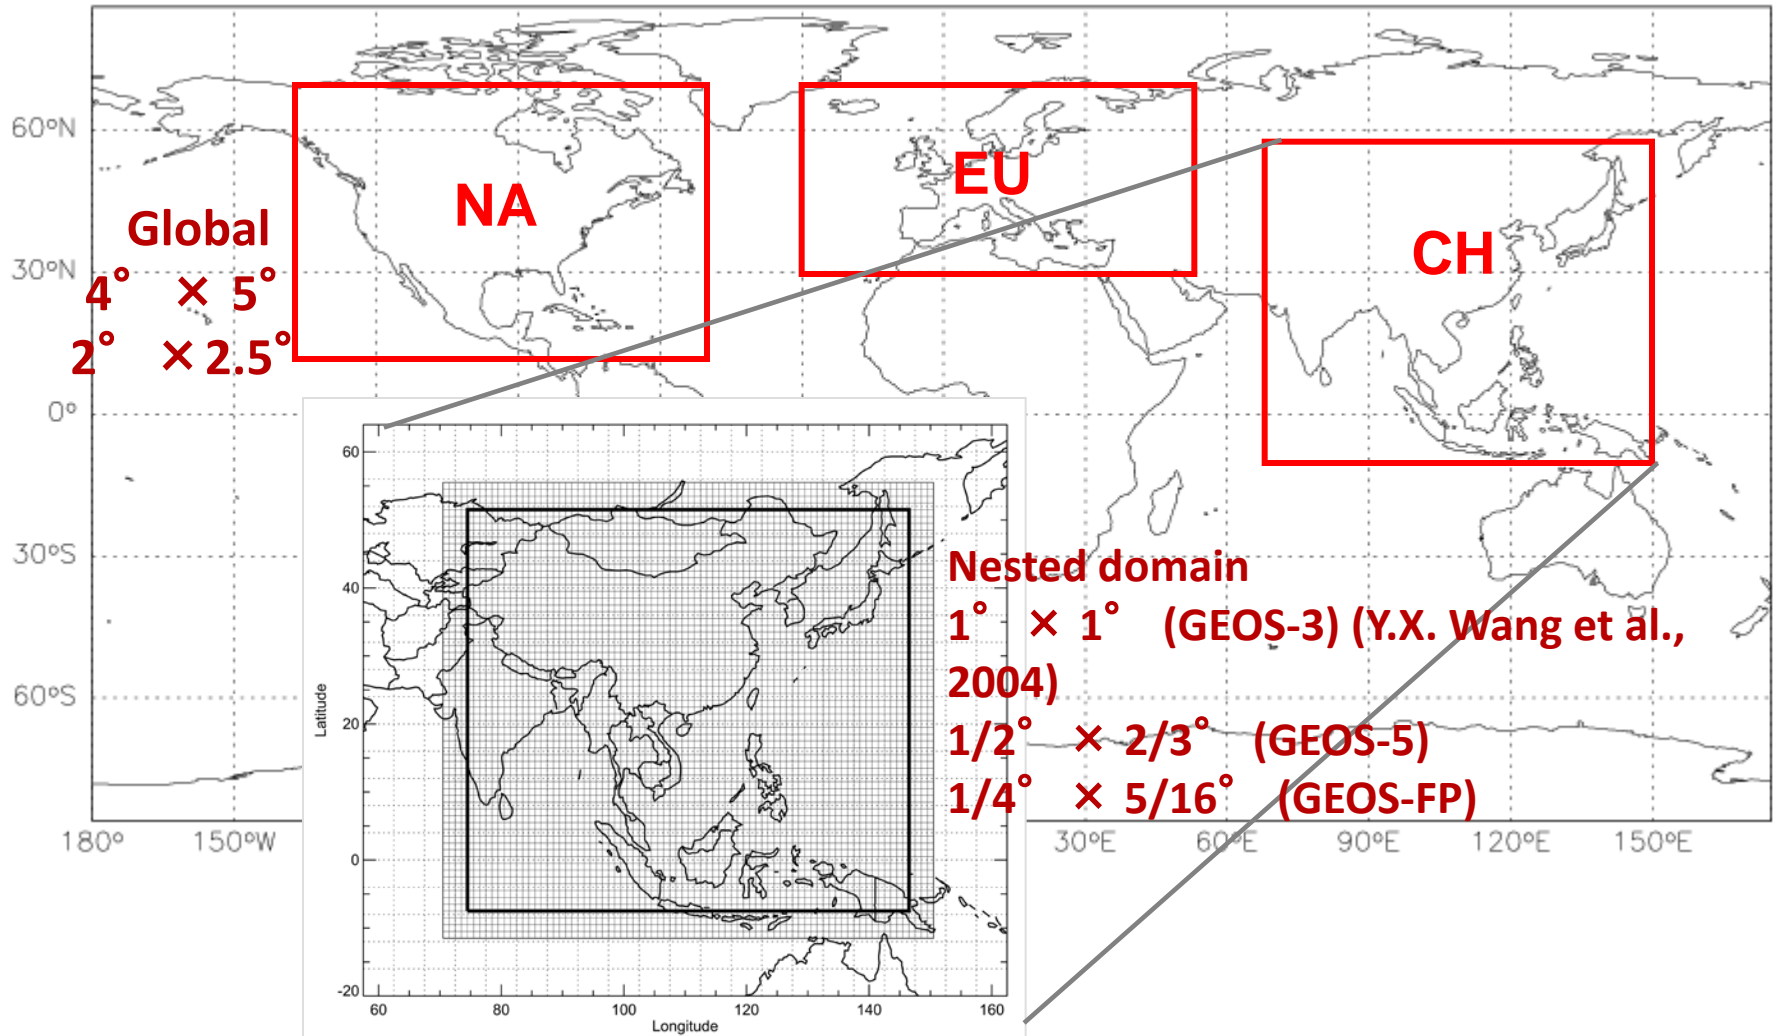 60°N
30°N
0°
30°S
60°S
180°
150°W
30°E
60°E
90°E
120°E
150°E
NA
EU
CH
Global
4° × 5°
2° × 2.5°
Nested domain
1° × 1° (GEOS-3) (Y.X. Wang et al.,
2004)
1/2° × 2/3° (GEOS-5)
1/4° × 5/16° (GEOS-FP)
60
40
20
0
-20
Latitude
60
80
100
120
140
160
Longitude